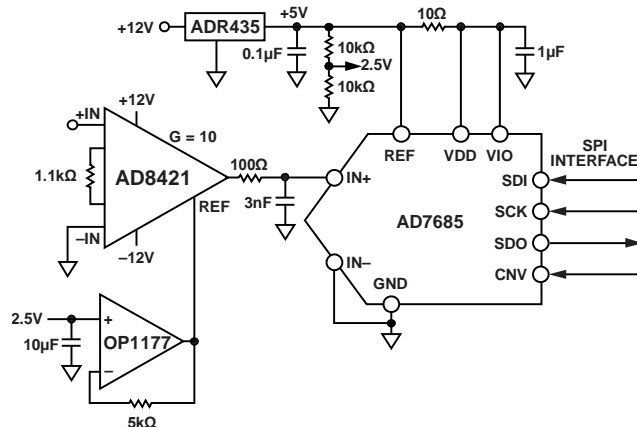 +12V
ADR435
+5V
0.1µF
10kΩ
2.5V
10kΩ
10Ω
1µF
+IN
+12V
G = 10
1.1kΩ
AD8421
100Ω
3nF
REF
–IN
–12V
REF
VDD
VIO
IN+
AD7685
IN–
GND
SPI
INTERFACE
SDI
SCK
SDO
CNV
2.5V
10µF
+
OP1177
–
5kΩ